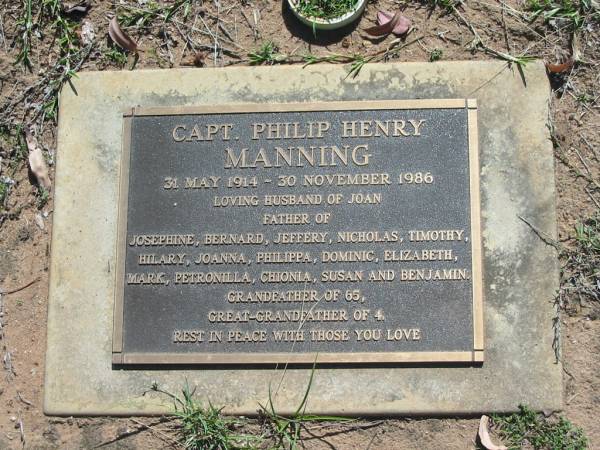 CAPT. PHILIP HENRY
MANNING
31 MAY 1914 - 30 NOVEMBER 1986
LOVING HUSBAND OF JOAN
FATHER OF
JOSEPHINE, BERNARD, JEFFERY, NICHOLAS, TIMOTHY,
HILARY, JOANNA, PHILIPPA, DOMINIC, ELIZABETH,
MARK, PETRONILLA, CHIONIA, SUSAN AND BENJAMIN.
GRANDFATHER OF 65,
GREAT-GRANDFATHER OF 4.
REST IN PEACE WITH THOSE YOU LOVE